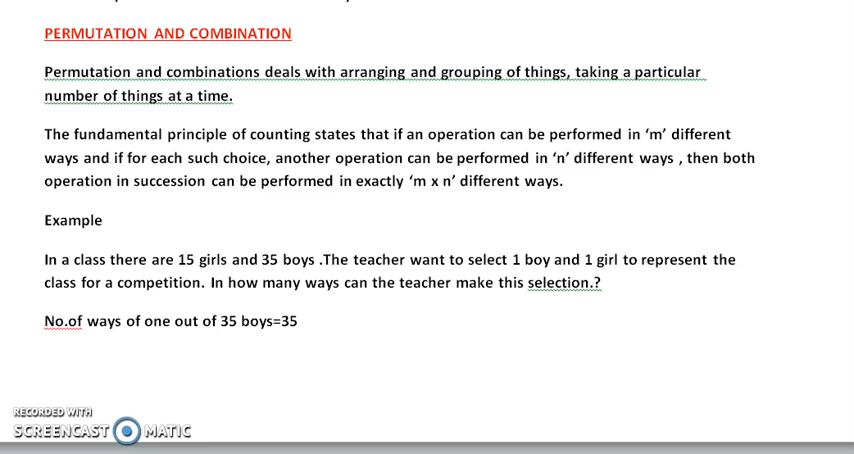 PERMUTATION AND COMBINATION
Permutation and combinations deals with arranging and grouping of things, taking a particular
number of things at a time.
The fundamental principle of counting states that if an operation can be performed in ‘m’ different
ways and if for each such choice, another operation can be performed in ‘n’ different ways , then both
operation in succession can be performed in exactly ‘m x n’ different ways.
Example
In a class there are 15 girls and 35 boys .The teacher want to select 1 boy and 1 girl to represent the
class for a competition. In how many ways can the teacher make this selection.?
No.of ways of one out of 35 boys=35
RECORDED WITH
SCREENCAST MATIC